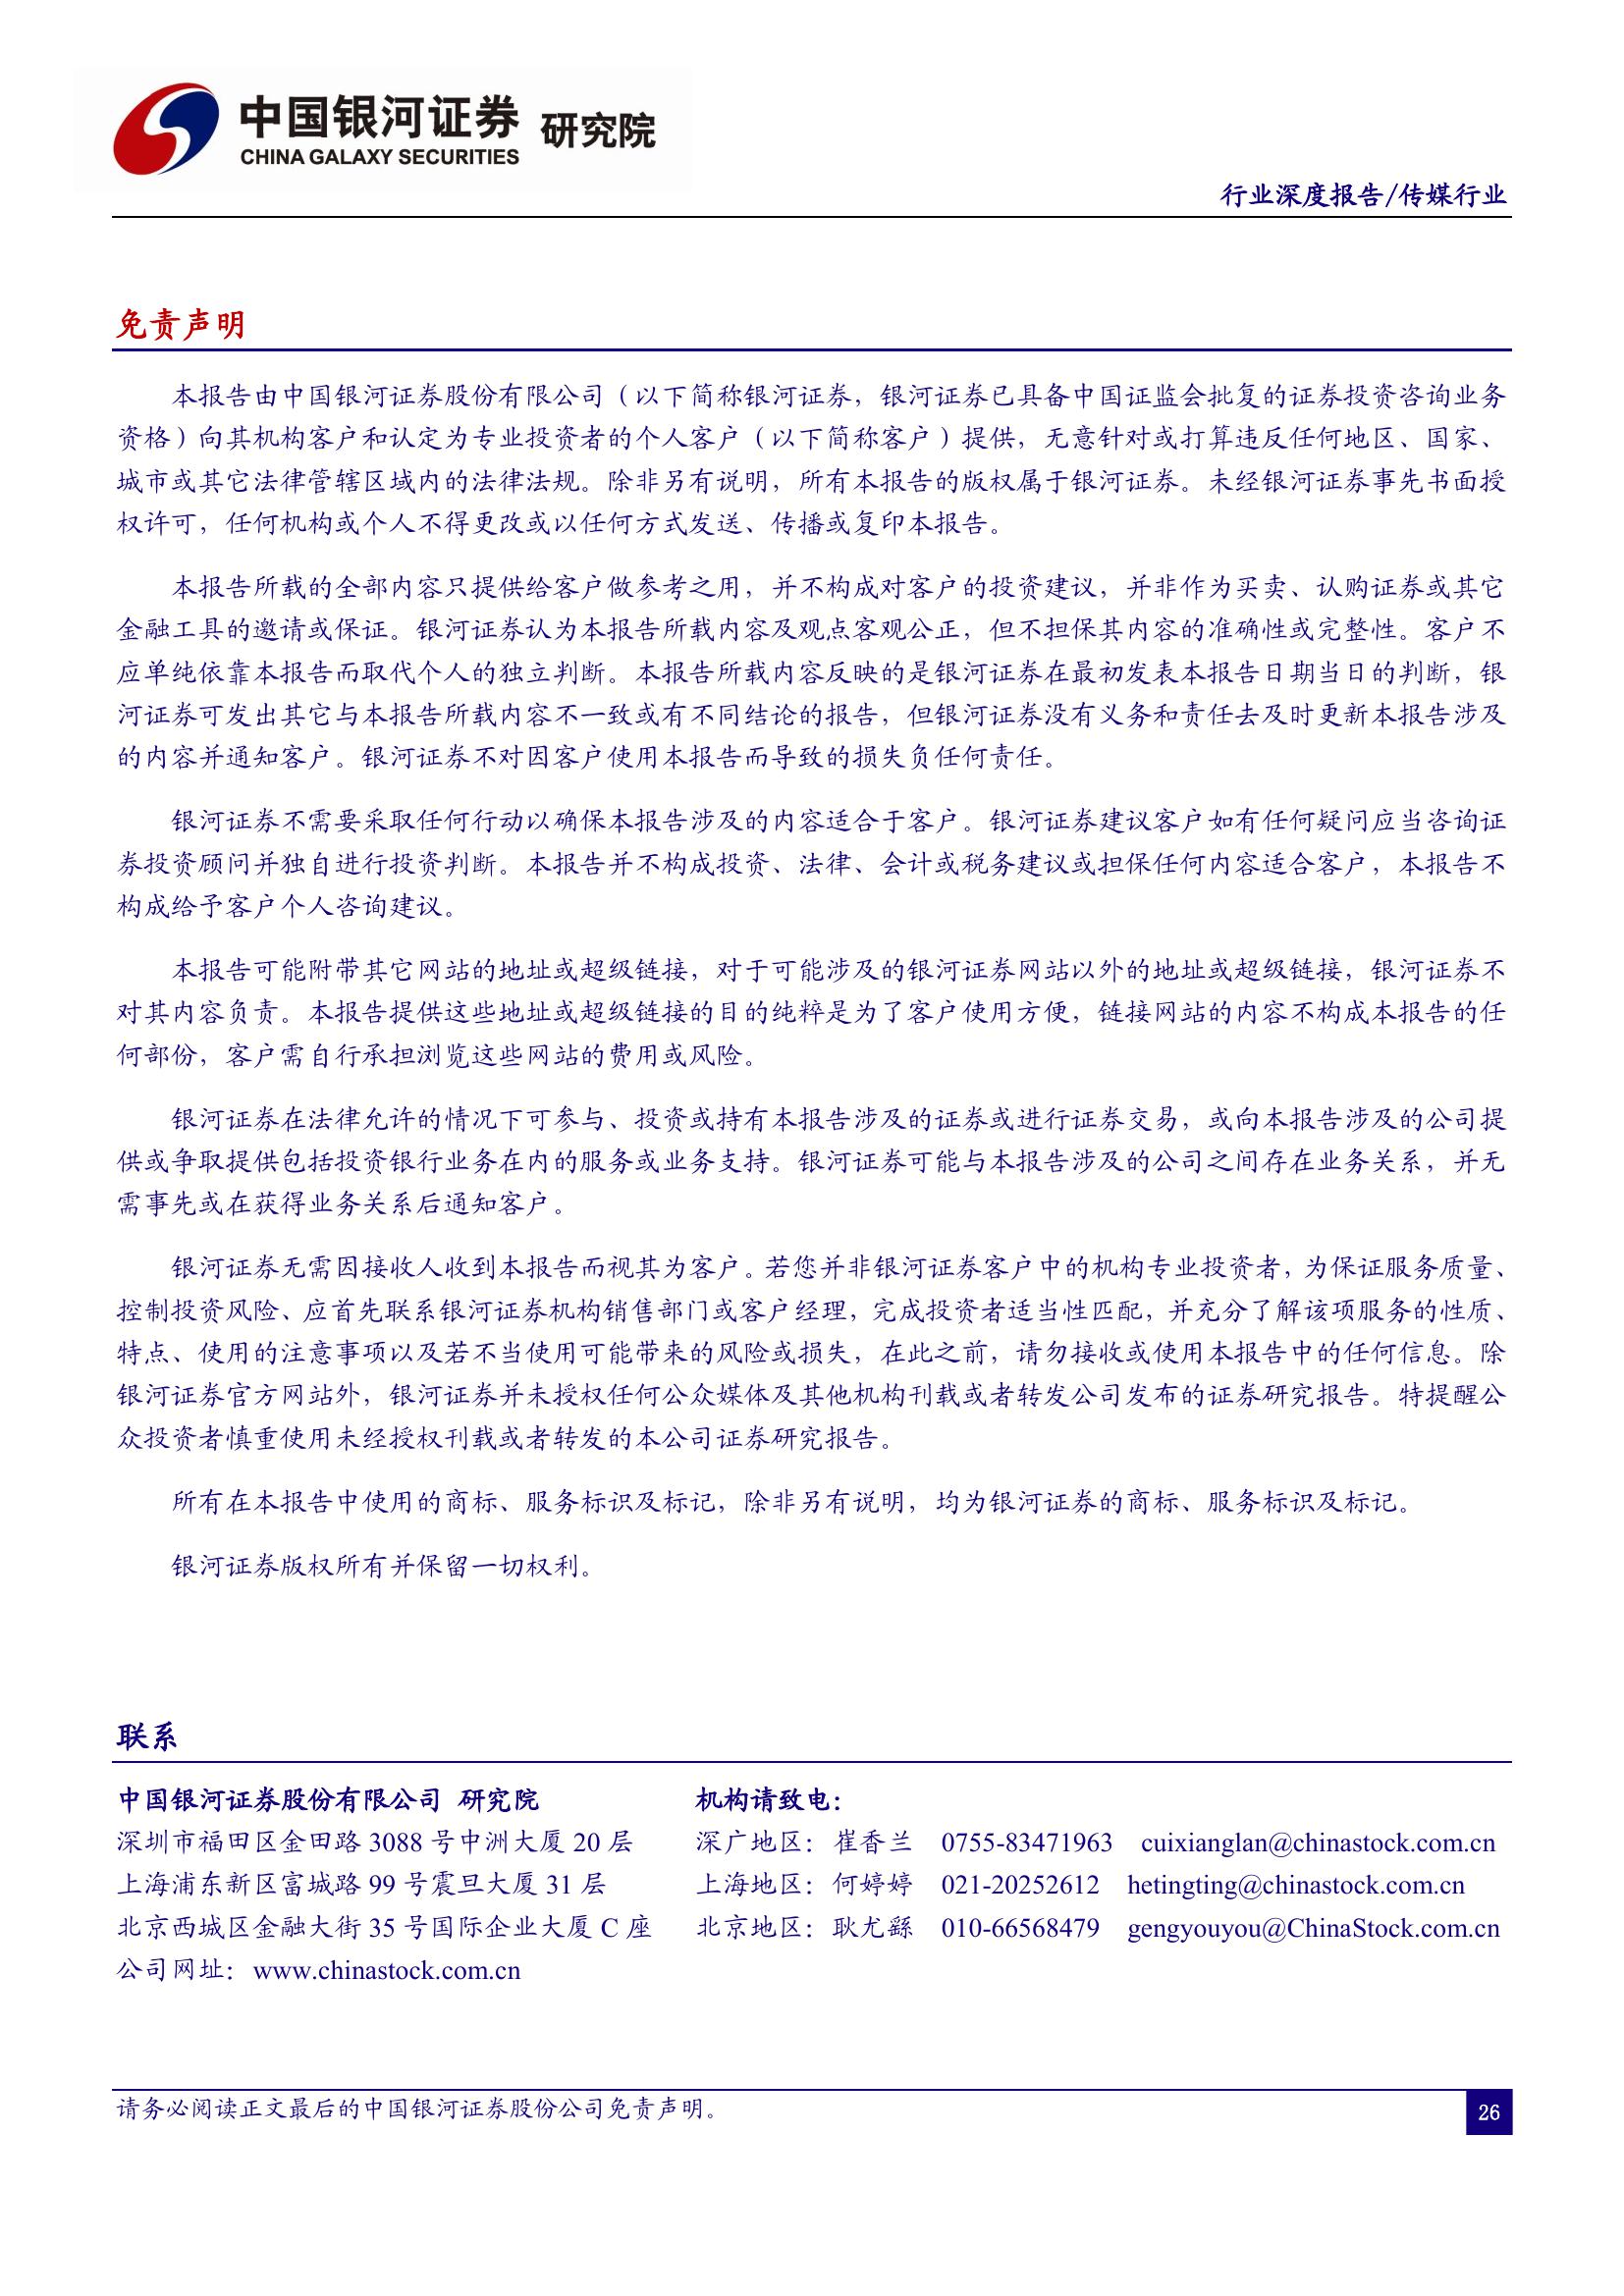 中国银河证券 研究院
CHINA GALAXY SECURITIES
行业深度报告/传媒行业
免责声明
本报告由中国银河证券股份有限公司（以下简称银河证券，银河证券已具备中国证监会批复的证券投资咨询业务
资格）向其机构客户和认定为专业投资者的个人客户（以下简称客户）提供，无意针对或打算违反任何地区、国家、
城市或其它法律管辖区域内的法律法规。除非另有说明，所有本报告的版权属于银河证券。未经银河证券事先书面授
权许可，任何机构或个人不得更改或以任何方式发送、传播或复印本报告。
本报告所载的全部内容只提供给客户做参考之用，并不构成对客户的投资建议，并非作为买卖、认购证券或其它
金融工具的邀请或保证。银河证券认为本报告所载内容及观点客观公正，但不担保其内容的准确性或完整性。客户不
应单纯依靠本报告而取代个人的独立判断。本报告所载内容反映的是银河证券在最初发表本报告日期当日的判断，银
河证券可发出其它与本报告所载内容不一致或有不同结论的报告，但银河证券没有义务和责任去及时更新本报告涉及
的内容并通知客户。银河证券不对因客户使用本报告而导致的损失负任何责任。
银河证券不需要采取任何行动以确保本报告涉及的内容适合于客户。银河证券建议客户如有任何疑问应当咨询证
券投资顾问并独自进行投资判断。本报告并不构成投资、法律、会计或税务建议或担保任何内容适合客户，本报告不
构成给予客户个人咨询建议。
本报告可能附带其它网站的地址或超级链接，对于可能涉及的银河证券网站以外的地址或超级链接，银河证券不
对其内容负责。本报告提供这些地址或超级链接的目的纯粹是为了客户使用方便，链接网站的内容不构成本报告的任
何部份，客户需自行承担浏览这些网站的费用或风险。
银河证券在法律允许的情况下可参与、投资或持有本报告涉及的证券或进行证券交易，或向本报告涉及的公司提
供或争取提供包括投资银行业务在内的服务或业务支持。银河证券可能与本报告涉及的公司之间存在业务关系，并无
需事先或在获得业务关系后通知客户。
银河证券无需因接收人收到本报告而视其为客户。若您并非银河证券客户中的机构专业投资者，为保证服务质量、
控制投资风险、应首先联系银河证券机构销售部门或客户经理，完成投资者适当性匹配，并充分了解该项服务的性质、
特点、使用的注意事项以及若不当使用可能带来的风险或损失，在此之前，请勿接收或使用本报告中的任何信息。除
银河证券官方网站外，银河证券并未授权任何公众媒体及其他机构刊载或者转发公司发布的证券研究报告。特提醒公
众投资者慎重使用未经授权刊载或者转发的本公司证券研究报告。
所有在本报告中使用的商标、服务标识及标记，除非另有说明，均为银河证券的商标、服务标识及标记。
银河证券版权所有并保留一切权利。
联系
中国银河证券股份有限公司 研究院 机构请致电：
深圳市福田区金田路 3088 号中洲大厦 20 层 深广地区：崔香兰 0755-83471963 cuixianglan@chinastock.com.cn
上海浦东新区富城路 99 号震旦大厦 31 层 上海地区：何婷婷 021-20252612 hetingting@chinastock.com.cn
北京西城区金融大街 35 号国际企业大厦 C 座 北京地区：耿尤繇 010-66568479 gengyouyou@ChinaStock.com.cn
公司网址：www.chinastock.com.cn
请务必阅读正文最后的中国银河证券股份公司免责声明。
26